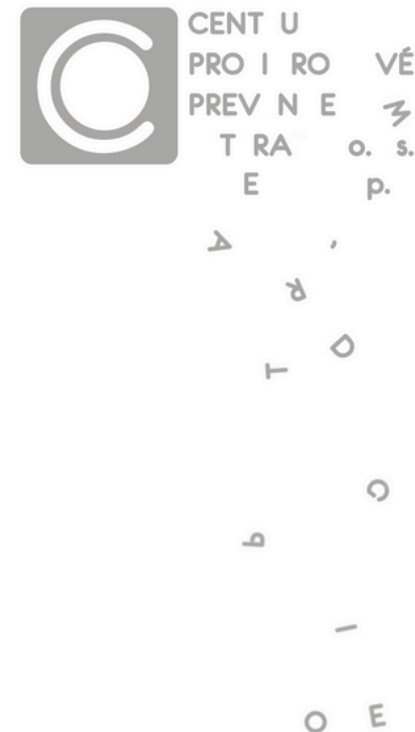 CENT U
PRO I RO VÉ
PREV N E M
T RA o. s.
E p.
A ,
R
D
T
C
b
I
O E